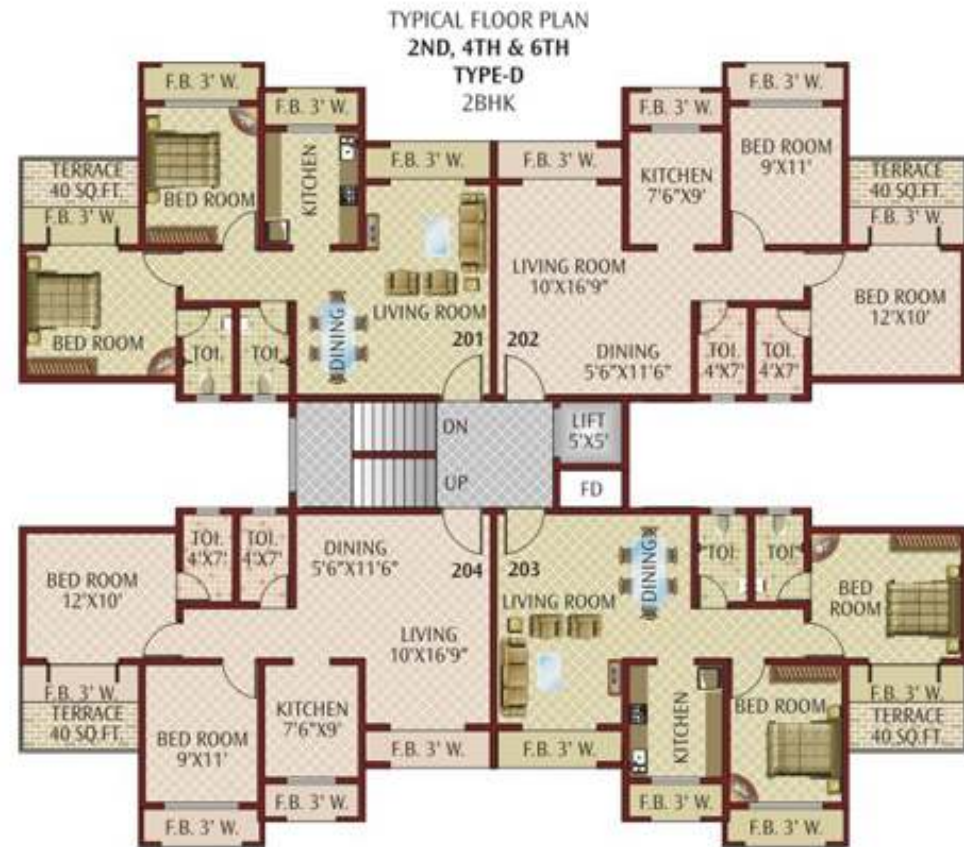 TYPICAL FLOOR PLAN
2ND, 4TH & 6TH
TYPE-D
2BHK
F.B. 3' W.
F.B. 3' W.
F.B. 3' W.
F.B. 3' W.
F.B. 3' W.
F.B. 3' W.
TERRACE
40 SQ.FT.
F.B. 3' W.
BED ROOM
KITCHEN
KITCHEN
7'6"X9'
BED ROOM
9'X11'
TERRACE
40 SQ.FT.
F.B. 3' W.
BED ROOM
TOI.
TOI.
DINING
LIVING ROOM
201
LIVING ROOM
10'X16'9"
202
DINING
5'6"X11'6"
TOI.
4'X7'
TOI.
4'X7'
BED ROOM
12'X10'
DN
UP
LIFT
5'X5'
FD
BED ROOM
12'X10'
TOI.
4'X7'
TOI.
4'X7'
DINING
5'6"X11'6"
204
LIVING
10'X16'9"
203
LIVING ROOM
DINING
TOI.
TOI.
BED
ROOM
F.B. 3' W.
TERRACE
40 SQ.FT.
BED ROOM
9'X11'
KITCHEN
7'6"X9'
KITCHEN
BED ROOM
F.B. 3' W.
TERRACE
40 SQ.FT.
F.B. 3' W.
F.B. 3' W.
F.B. 3' W.
F.B. 3' W.
F.B. 3' W.
F.B. 3' W.